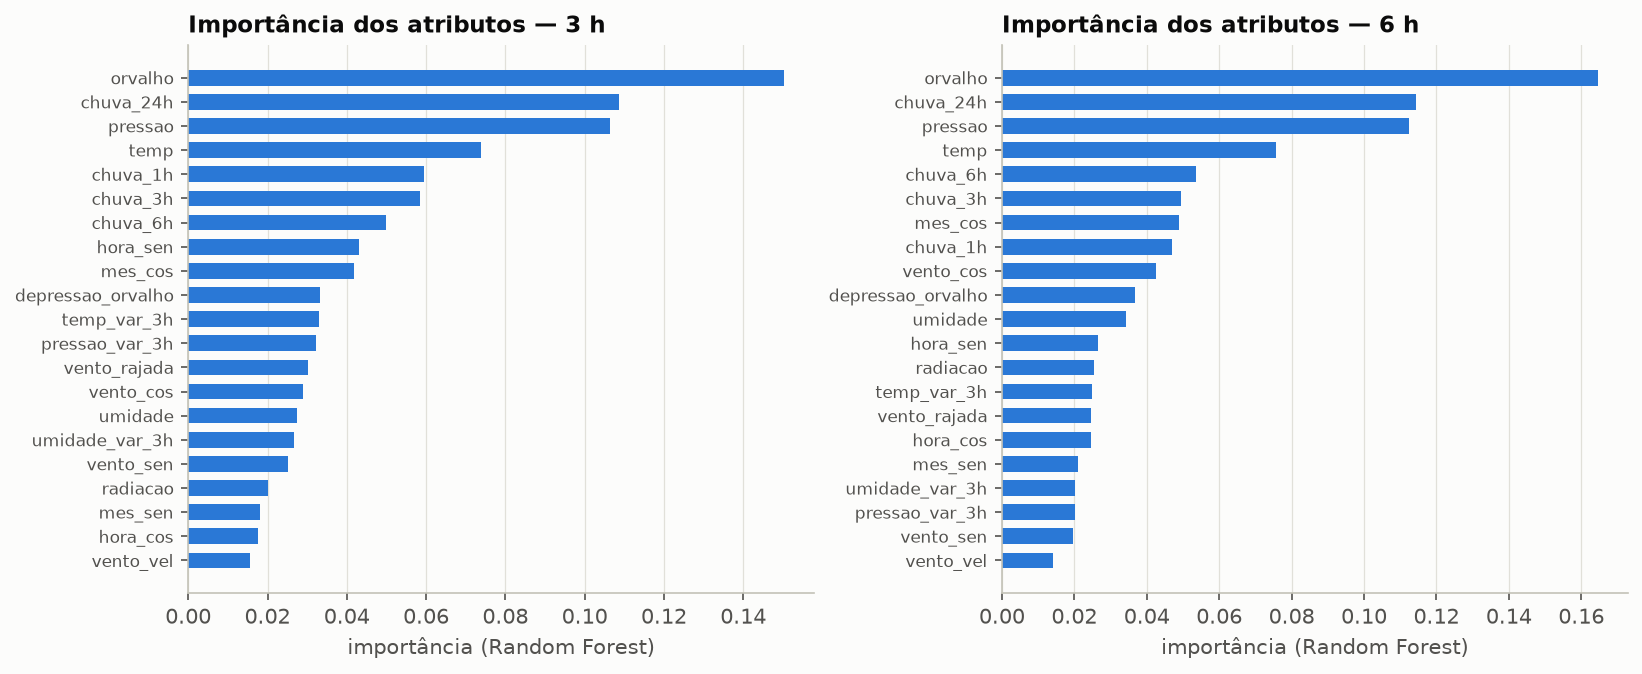 Importância dos atributos — 3 h
orvalho
chuva_24h
pressao
temp
chuva_1h
chuva_3h
chuva_6h
hora_sen
mes_cos
depressao_orvalho
temp_var_3h
pressao_var_3h
vento_rajada
vento_cos
umidade
umidade_var_3h
vento_sen
radiacao
mes_sen
hora_cos
vento_vel
0.00 0.02 0.04 0.06 0.08 0.10 0.12 0.14
importância (Random Forest)
Importância dos atributos — 6 h
orvalho
chuva_24h
pressao
temp
chuva_6h
chuva_3h
mes_cos
chuva_1h
vento_cos
depressao_orvalho
umidade
hora_sen
radiacao
temp_var_3h
vento_rajada
hora_cos
mes_sen
umidade_var_3h
pressao_var_3h
vento_sen
vento_vel
0.00 0.02 0.04 0.06 0.08 0.10 0.12 0.14 0.16
importância (Random Forest)